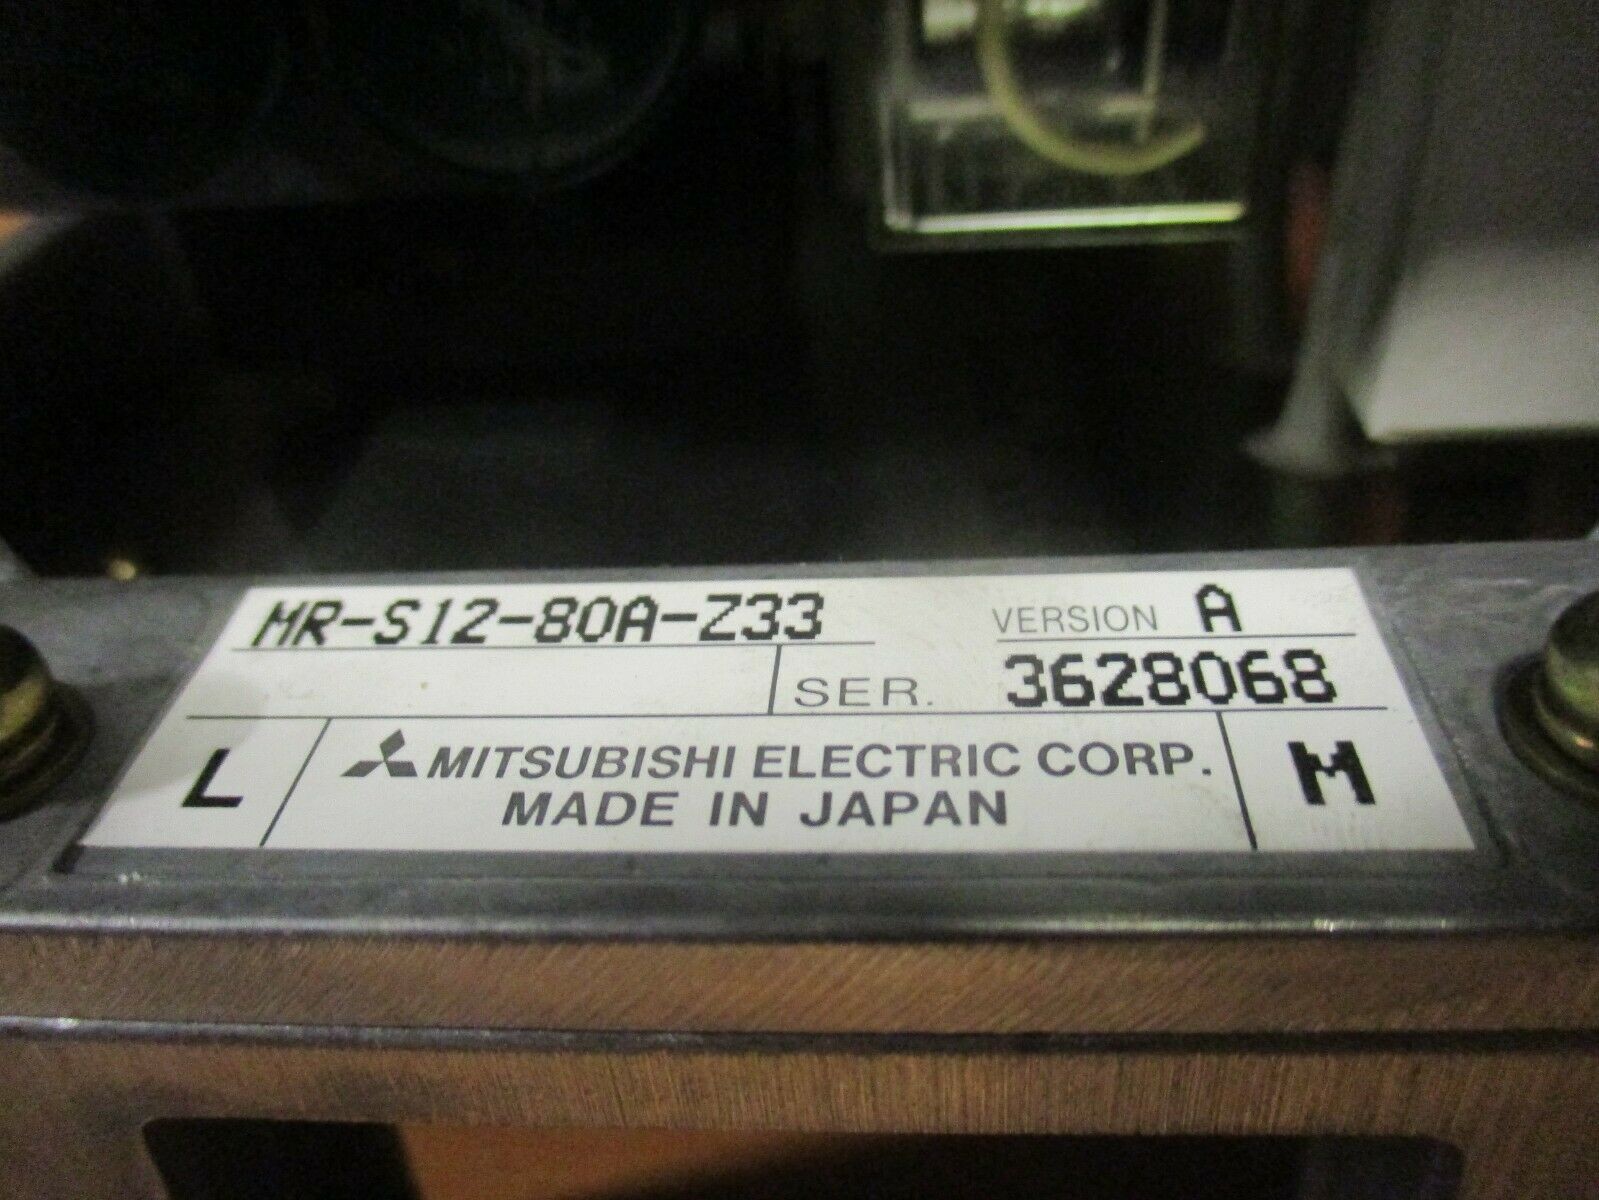 MR-S12-80A-Z33 VERSION A
SER. 3628068
L MITSUBISHI ELECTRIC CORP. M
MADE IN JAPAN